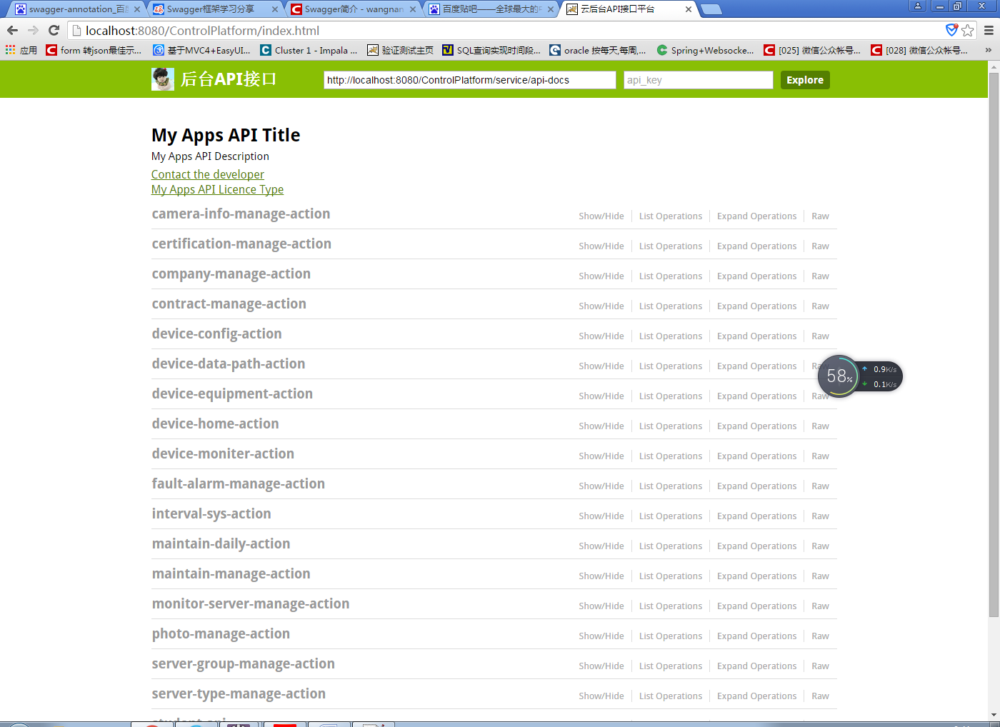 swagger-annotation_百度
Swagger框架学习分享
Swagger简介 - wangnan
百度贴吧——全球最大的中
云后台API接口平台
localhost:8080/ControlPlatform/index.html
应用
form 转json最佳示...
基于MVC4+EasyUI...
Cluster 1 - Impala ...
验证测试主页
SQL查询实现时间段...
oracle 按每天,每周,...
Spring+Websocke...
[025] 微信公众帐号...
[028] 微信公众帐号...
»
后台API接口
http://localhost:8080/ControlPlatform/service/api-docs
api_key
Explore
My Apps API Title
My Apps API Description
Contact the developer
My Apps API Licence Type
camera-info-manage-action Show/Hide List Operations Expand Operations Raw
certification-manage-action Show/Hide List Operations Expand Operations Raw
company-manage-action Show/Hide List Operations Expand Operations Raw
contract-manage-action Show/Hide List Operations Expand Operations Raw
device-config-action Show/Hide List Operations Expand Operations Raw
device-data-path-action Show/Hide List Operations Expand Operations Raw
device-equipment-action Show/Hide List Operations Expand Operations Raw
58%
0.9K/s
0.1K/s
device-home-action Show/Hide List Operations Expand Operations Raw
device-moniter-action Show/Hide List Operations Expand Operations Raw
fault-alarm-manage-action Show/Hide List Operations Expand Operations Raw
interval-sys-action Show/Hide List Operations Expand Operations Raw
maintain-daily-action Show/Hide List Operations Expand Operations Raw
maintain-manage-action Show/Hide List Operations Expand Operations Raw
monitor-server-manage-action Show/Hide List Operations Expand Operations Raw
photo-manage-action Show/Hide List Operations Expand Operations Raw
server-group-manage-action Show/Hide List Operations Expand Operations Raw
server-type-manage-action Show/Hide List Operations Expand Operations Raw